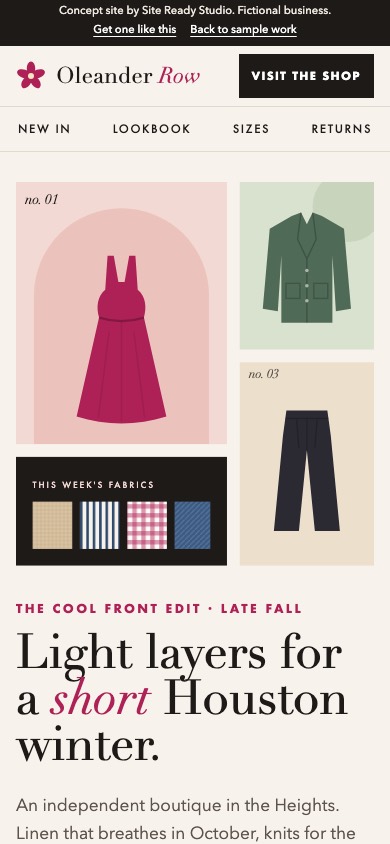 Concept site by Site Ready Studio. Fictional business.
Get one like this Back to sample work
Oleander Row
VISIT THE SHOP
NEW IN LOOKBOOK SIZES RETURNS
no. 01
no. 03
THIS WEEK'S FABRICS
THE COOL FRONT EDIT · LATE FALL
Light layers for
a short Houston
winter.
An independent boutique in the Heights.
Linen that breathes in October, knits for the